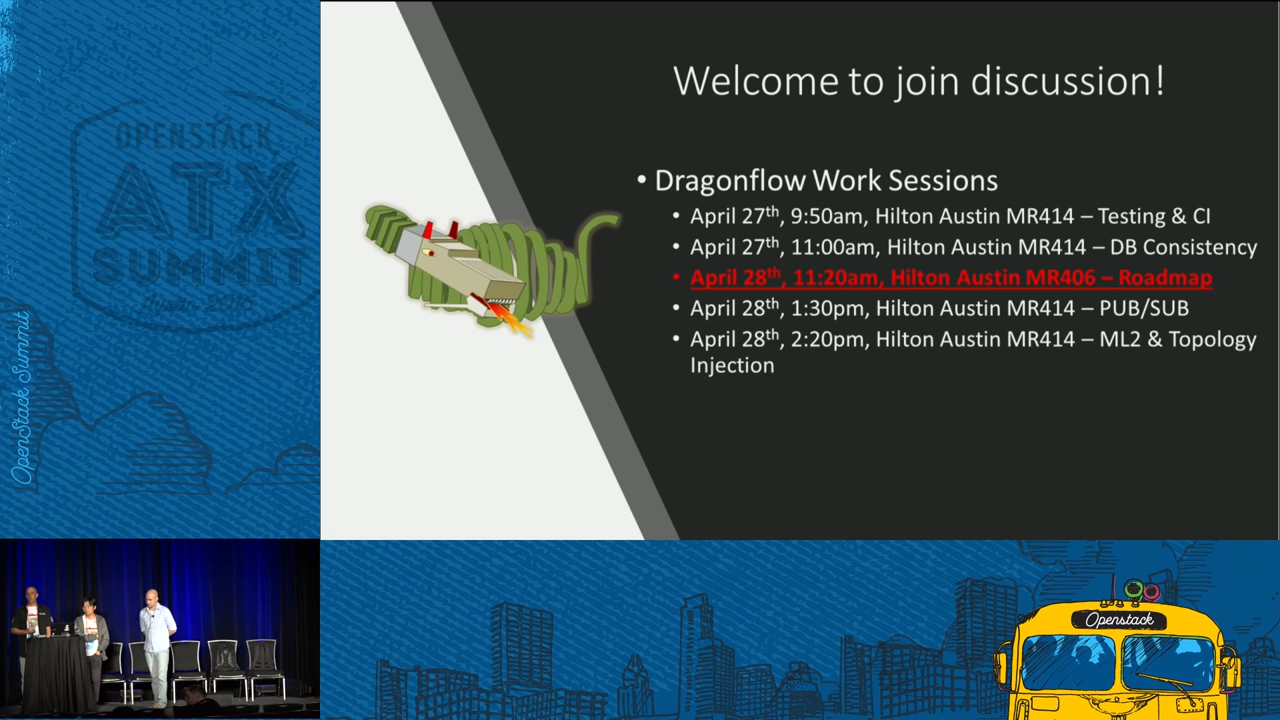 Welcome to join discussion!
• Dragonflow Work Sessions
• April 27th, 9:50am, Hilton Austin MR414 – Testing & CI
• April 27th, 11:00am, Hilton Austin MR414 – DB Consistency
• April 28th, 11:20am, Hilton Austin MR406 – Roadmap
• April 28th, 1:30pm, Hilton Austin MR414 – PUB/SUB
• April 28th, 2:20pm, Hilton Austin MR414 – ML2 & Topology
Injection
OPENSTACK
ATX
SUMMIT
OpenStack Summit
Openstack